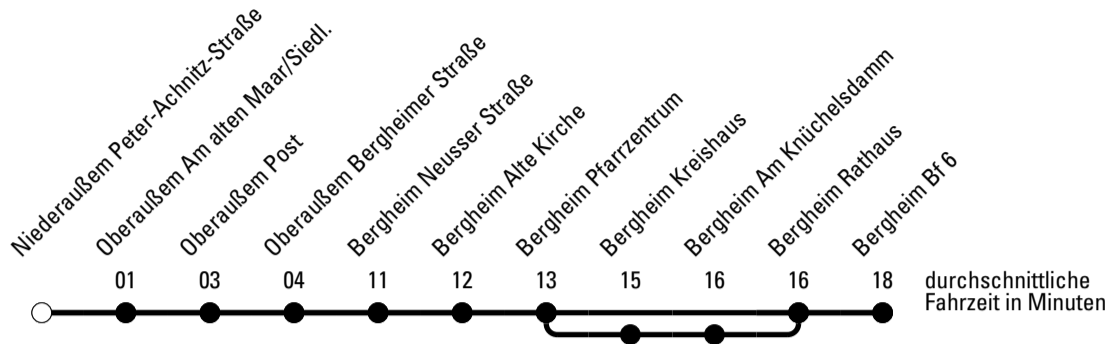 Niederaußem Peter-Achnitz-Straße
Oberaußem Am alten Maar/Siedl.
Oberaußem Post
Oberaußem Bergheimer Straße
Bergheim Neusser Straße
Bergheim Alte Kirche
Bergheim Pfarrzentrum
Bergheim Kreishaus
Bergheim Am Knüchelsdamm
Bergheim Rathaus
Bergheim Bf 6
01 03 04 11 12 13 15 16 16 18
durchschnittliche
Fahrzeit in Minuten